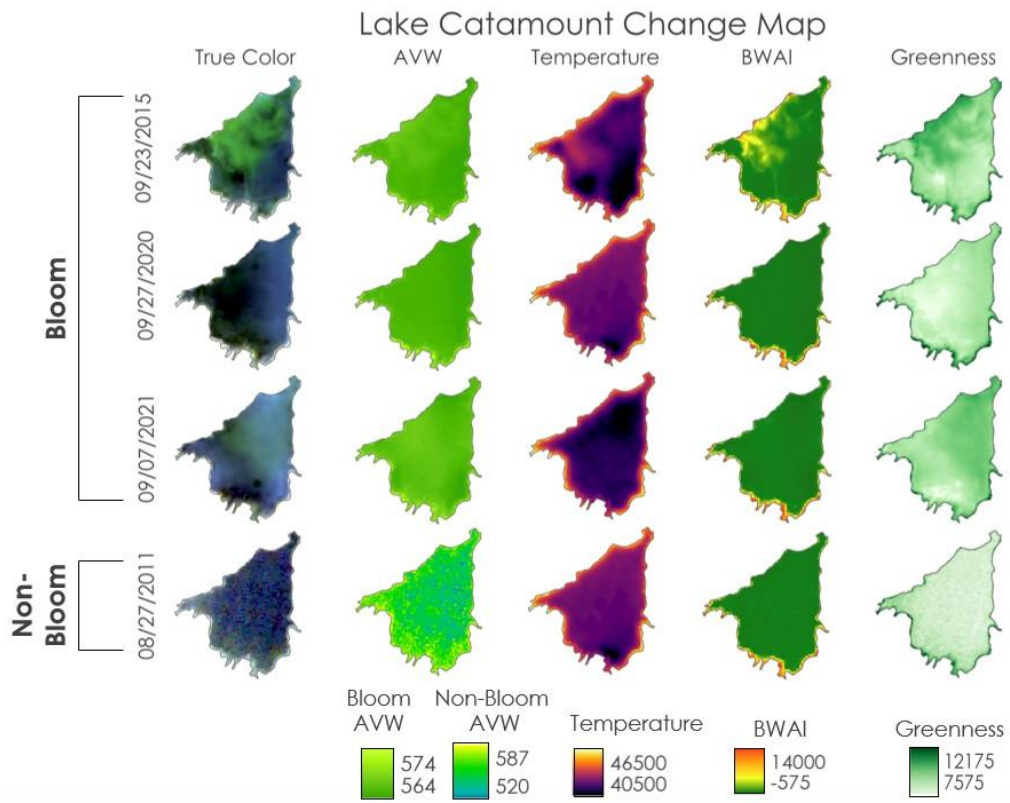 Lake Catamount Change Map
True Color AVW Temperature BWAI Greenness
Bloom
09/23/2015
09/27/2020
09/07/2021
Non-
Bloom
08/27/2011
Bloom
AVW
574
564
Non-Bloom
AVW
587
520
Temperature
46500
40500
BWAI
14000
-575
Greenness
12175
7575